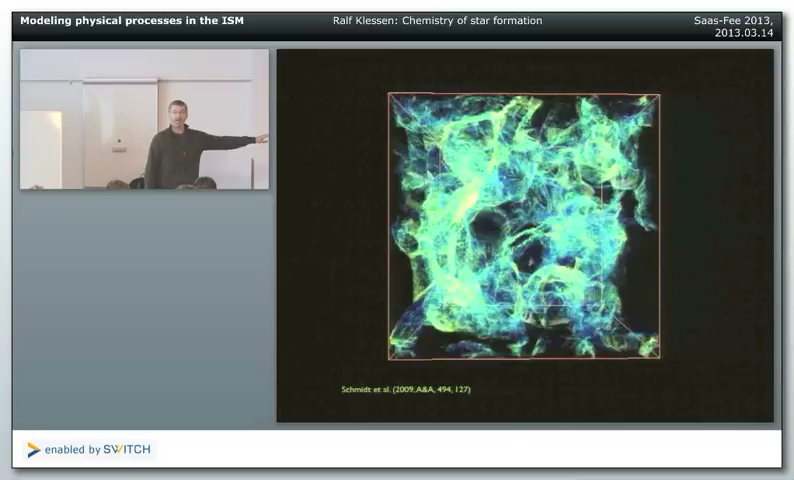 Modeling physical processes in the ISM
Ralf Klessen: Chemistry of star formation
Saas-Fee 2013,
2013.03.14
Schmidt et al. (2009, A&A, 494, 127)
enabled by SWITCH